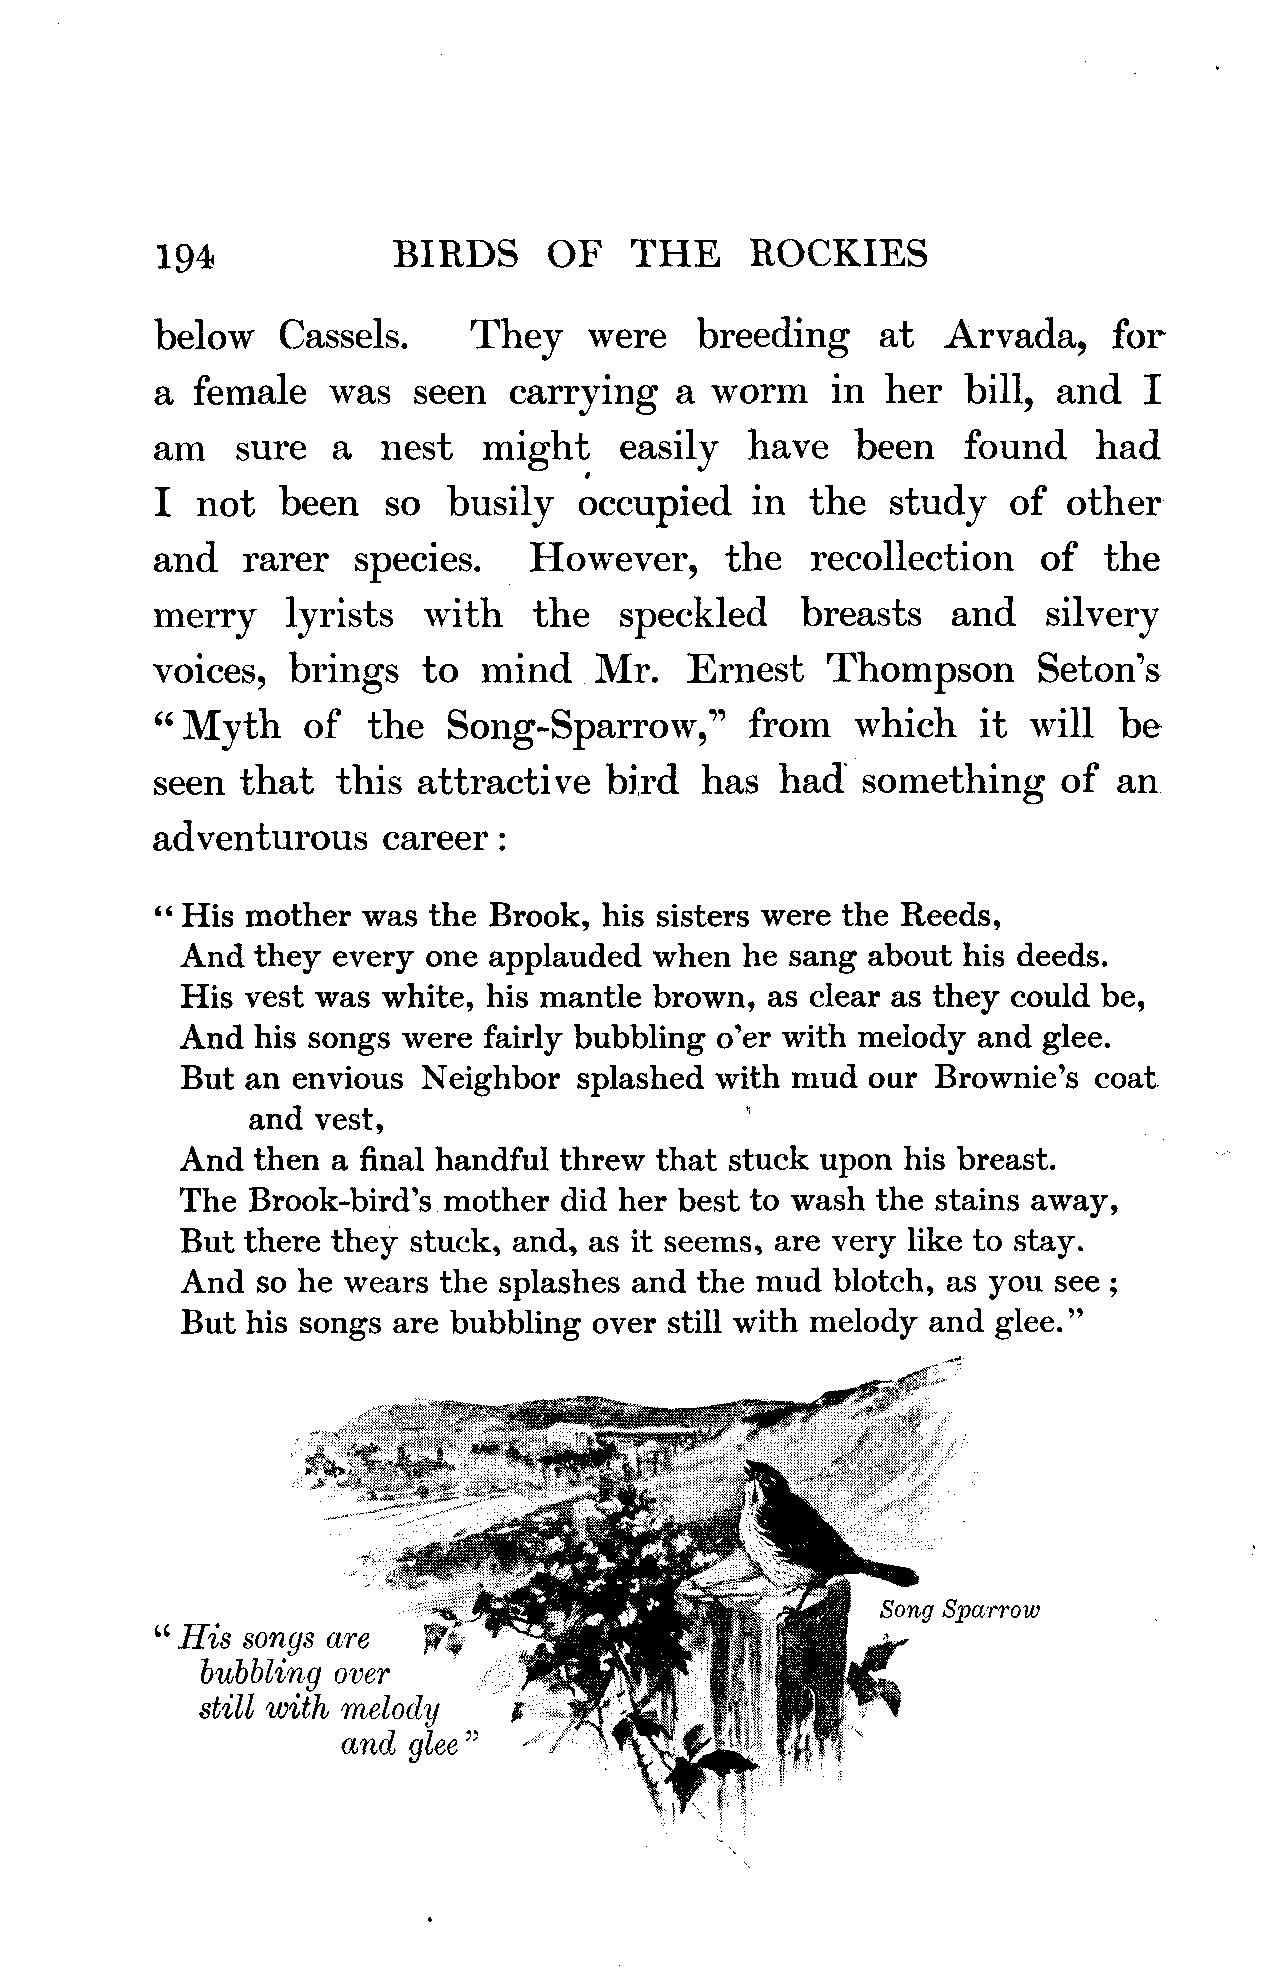 194 BIRDS OF THE ROCKIES
below Cassels. They were breeding at Arvada, for
a female was seen carrying a worm in her bill, and I
am sure a nest might easily have been found had
I not been so busily occupied in the study of other
and rarer species. However, the recollection of the
merry lyrists with the speckled breasts and silvery
voices, brings to mind Mr. Ernest Thompson Seton's
"Myth of the Song-Sparrow," from which it will be
seen that this attractive bird has had something of an
adventurous career:
"His mother was the Brook, his sisters were the Reeds,
And they every one applauded when he sang about his deeds.
His vest was white, his mantle brown, as clear as they could be,
And his songs were fairly bubbling o'er with melody and glee.
But an envious Neighbor splashed with mud our Brownie's coat
and vest,
And then a final handful threw that stuck upon his breast.
The Brook-bird's mother did her best to wash the stains away,
But there they stuck, and, as it seems, are very like to stay.
And so he wears the splashes and the mud blotch, as you see;
But his songs are bubbling over still with melody and glee."
Song Sparrow
"His songs are
bubbling over
still with melody
and glee"